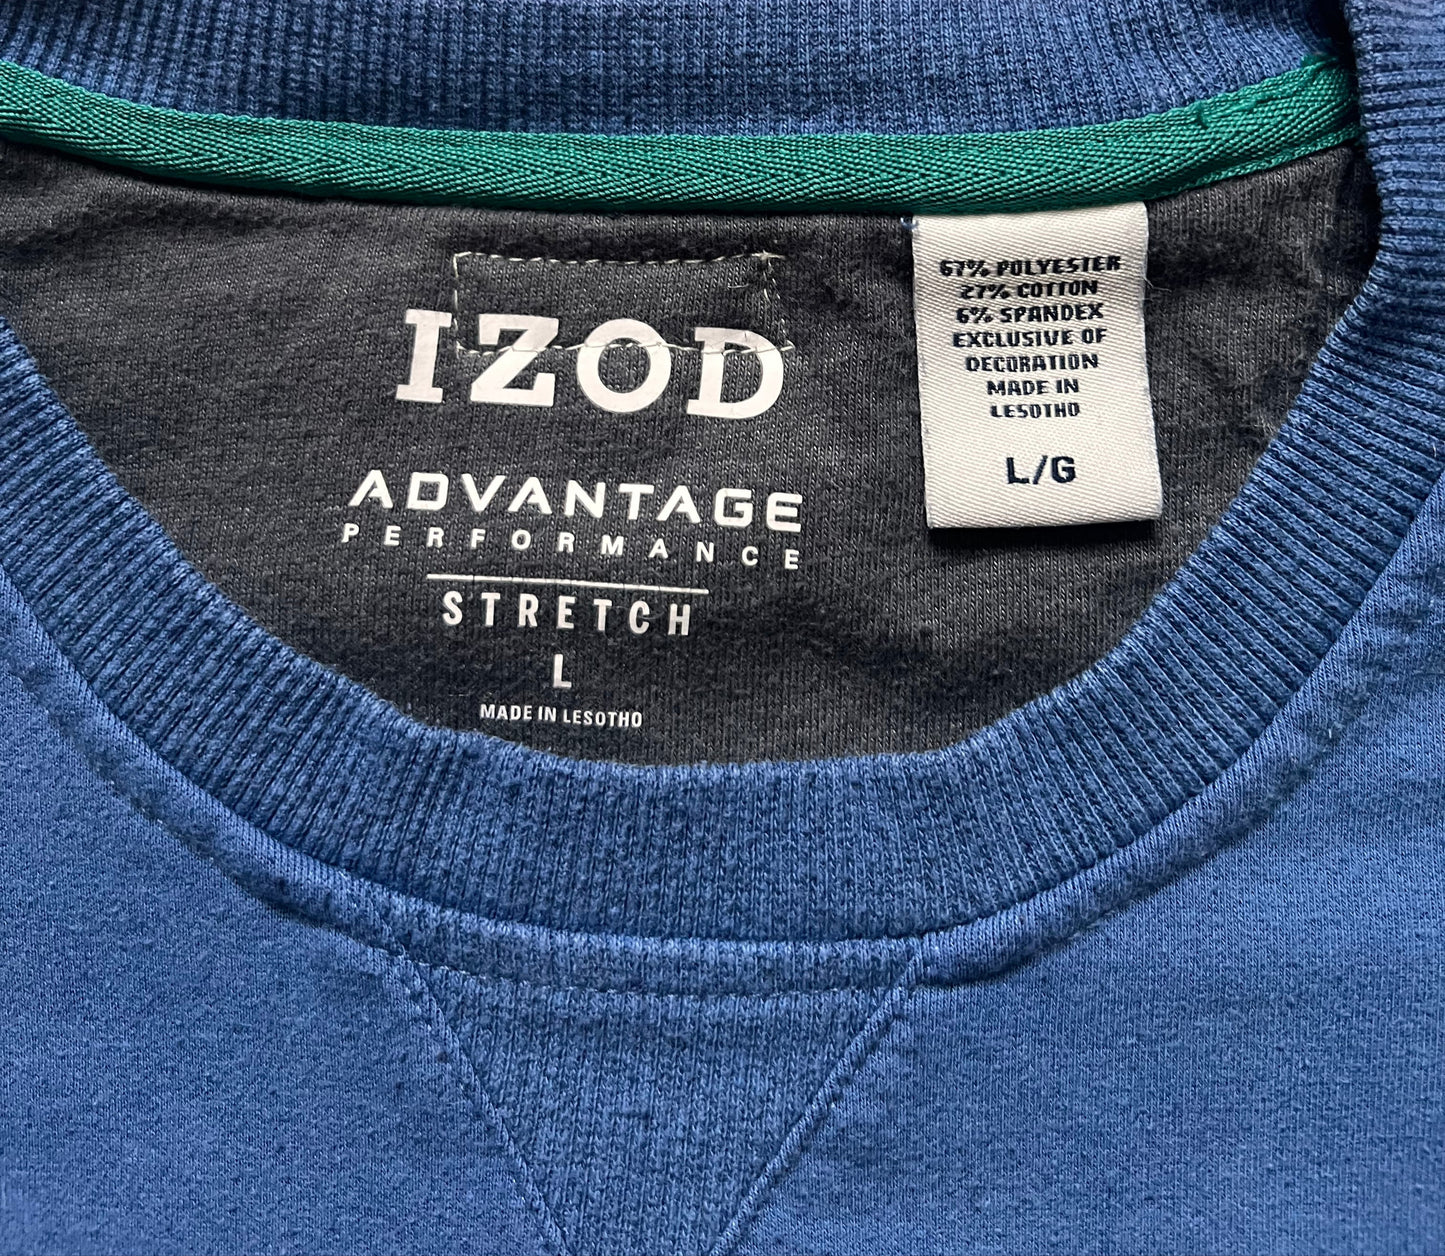 IZOD
ADVANTAGE
PERFORMANCE
STRETCH
L
MADE IN LESOTHO
67% POLYESTER
27% COTTON
6% SPANDEX
EXCLUSIVE OF
DECORATION
MADE IN
LESOTHO
L/G